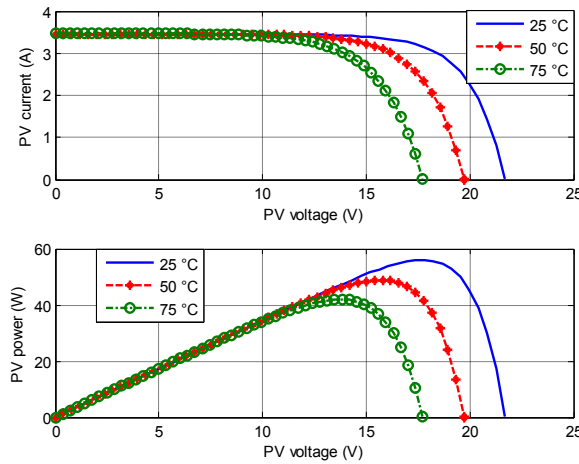 4
3
2
1
0
PV current (A)
25 °C
50 °C
75 °C
0 5 10 15 20 25
PV voltage (V)
60
40
20
0
PV power (W)
25 °C
50 °C
75 °C
0 5 10 15 20 25
PV voltage (V)